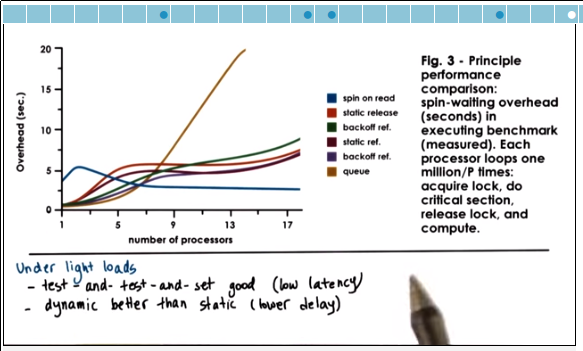 20
15
10
5
0
Overhead (sec.)
1
5
9
13
17
number of processors
spin on read
static release
backoff ref.
static ref.
backoff ref.
queue
Fig. 3 - Principle
performance
comparison:
spin-waiting overhead
(seconds) in
executing benchmark
(measured). Each
processor loops one
million/P times:
acquire lock, do
critical section,
release lock, and
compute.
Under light loads
- test-and-test-and-set good (low latency)
- dynamic better than static (lower delay)